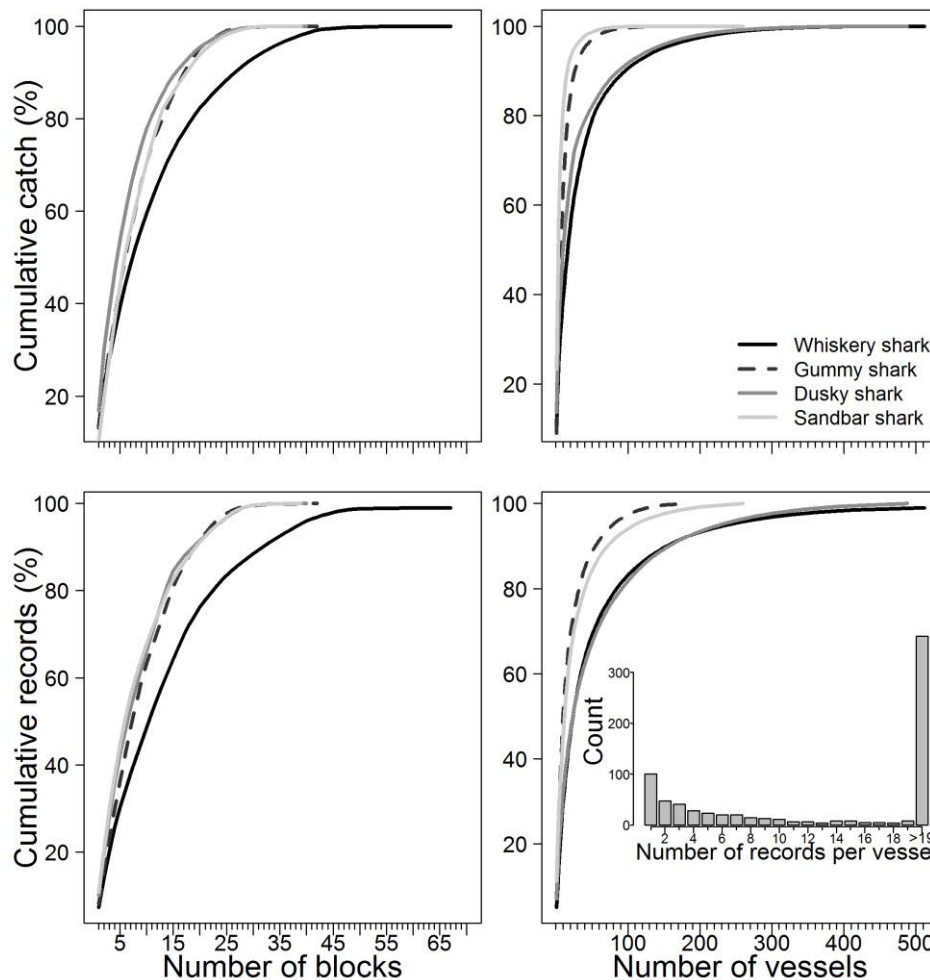 100
80
60
40
20
Cumulative catch (%)
100
80
60
40
20
Whiskery shark
Gummy shark
Dusky shark
Sandbar shark
100
80
60
40
20
Cumulative records (%)
5 15 25 35 45 55 65
Number of blocks
100
80
60
40
20
300
200
100
0
Count
2 4 6 8 10 12 14 16 18 >19
Number of records per vesse
100 200 300 400 500
Number of vessels